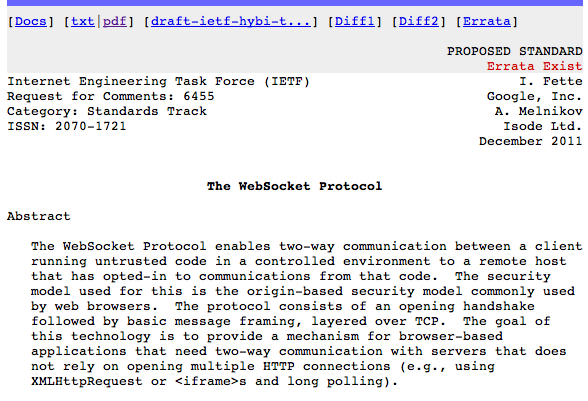 [Docs] [txt|pdf] [draft-ietf-hybi-t...] [Diff1] [Diff2] [Errata]
PROPOSED STANDARD
Errata Exist
Internet Engineering Task Force (IETF) I. Fette
Request for Comments: 6455 Google, Inc.
Category: Standards Track A. Melnikov
ISSN: 2070-1721 Isode Ltd.
December 2011
The WebSocket Protocol
Abstract
The WebSocket Protocol enables two-way communication between a client
running untrusted code in a controlled environment to a remote host
that has opted-in to communications from that code. The security
model used for this is the origin-based security model commonly used
by web browsers. The protocol consists of an opening handshake
followed by basic message framing, layered over TCP. The goal of
this technology is to provide a mechanism for browser-based
applications that need two-way communication with servers that does
not rely on opening multiple HTTP connections (e.g., using
XMLHttpRequest or <iframe>s and long polling).